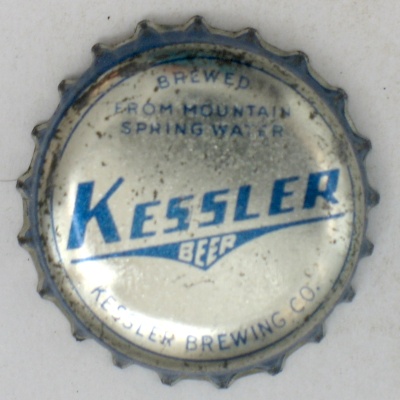 BREWED
FROM MOUNTAIN
SPRING WATER
KESSLER
BEER
KESSLER BREWING CO.